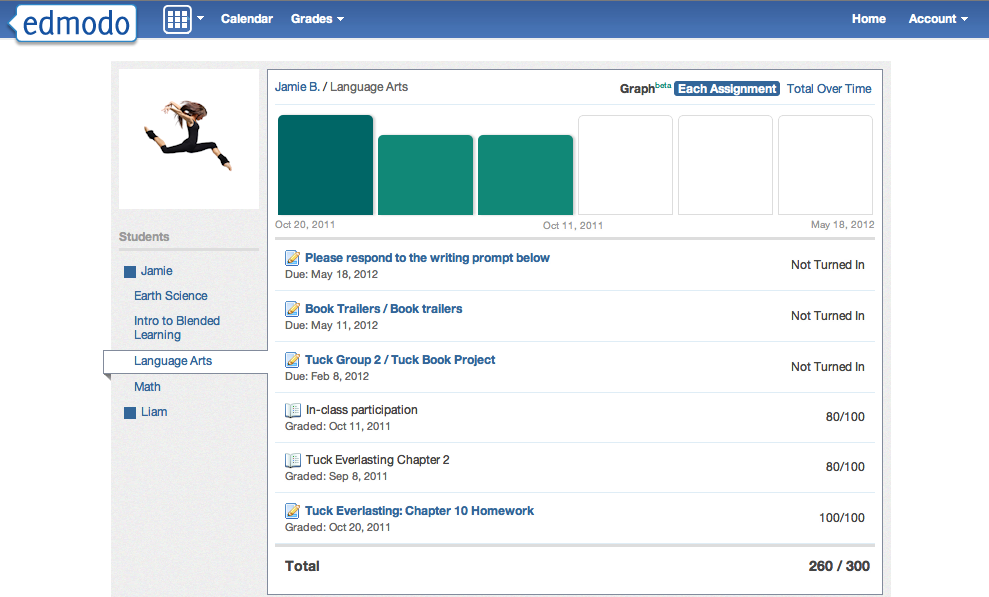 edmodo
Calendar
Grades
Home
Account
Students
Jamie
Earth Science
Intro to Blended
Learning
Language Arts
Math
Liam
Jamie B. / Language Arts
Graph beta Each Assignment Total Over Time
Oct 20, 2011 Oct 11, 2011 May 18, 2012
Please respond to the writing prompt below
Due: May 18, 2012
Not Turned In
Book Trailers / Book trailers
Due: May 11, 2012
Not Turned In
Tuck Group 2 / Tuck Book Project
Due: Feb 8, 2012
Not Turned In
In-class participation
Graded: Oct 11, 2011
80/100
Tuck Everlasting Chapter 2
Graded: Sep 8, 2011
80/100
Tuck Everlasting: Chapter 10 Homework
Graded: Oct 20, 2011
100/100
Total 260 / 300